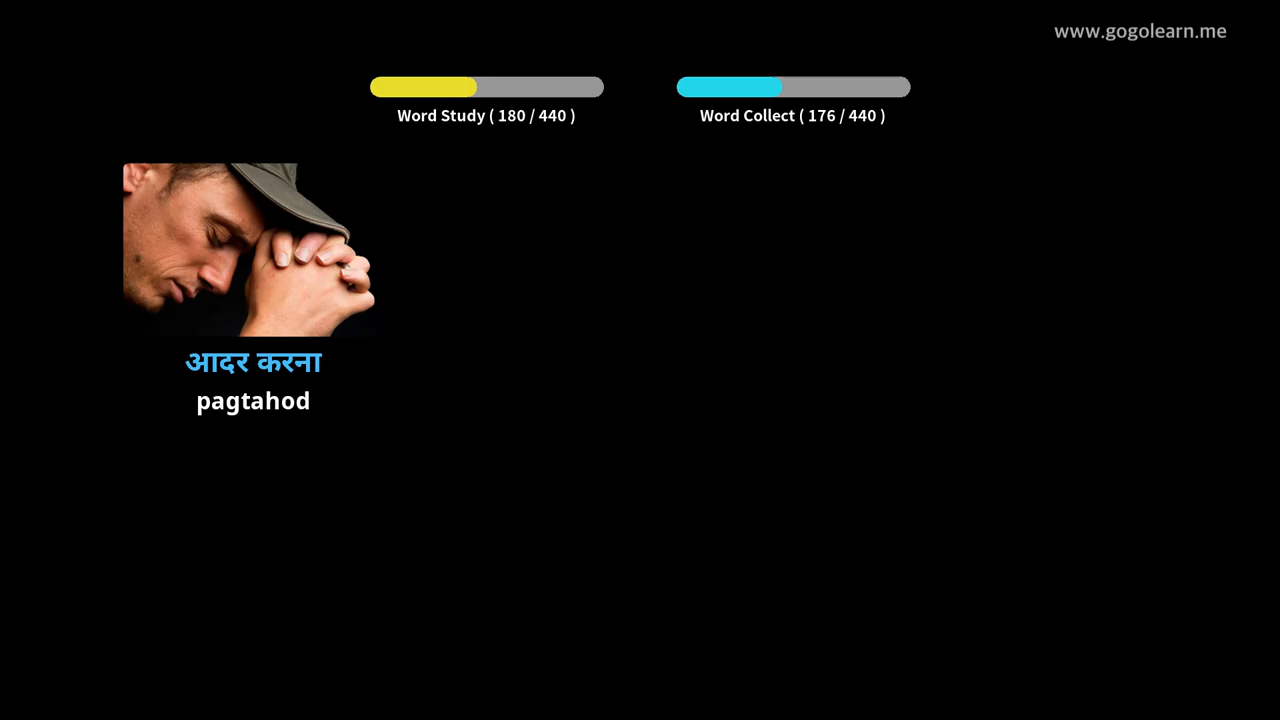 www.gogolearn.me
Word Study ( 180 / 440 )
Word Collect ( 176 / 440 )
आदर करना
pagtahod